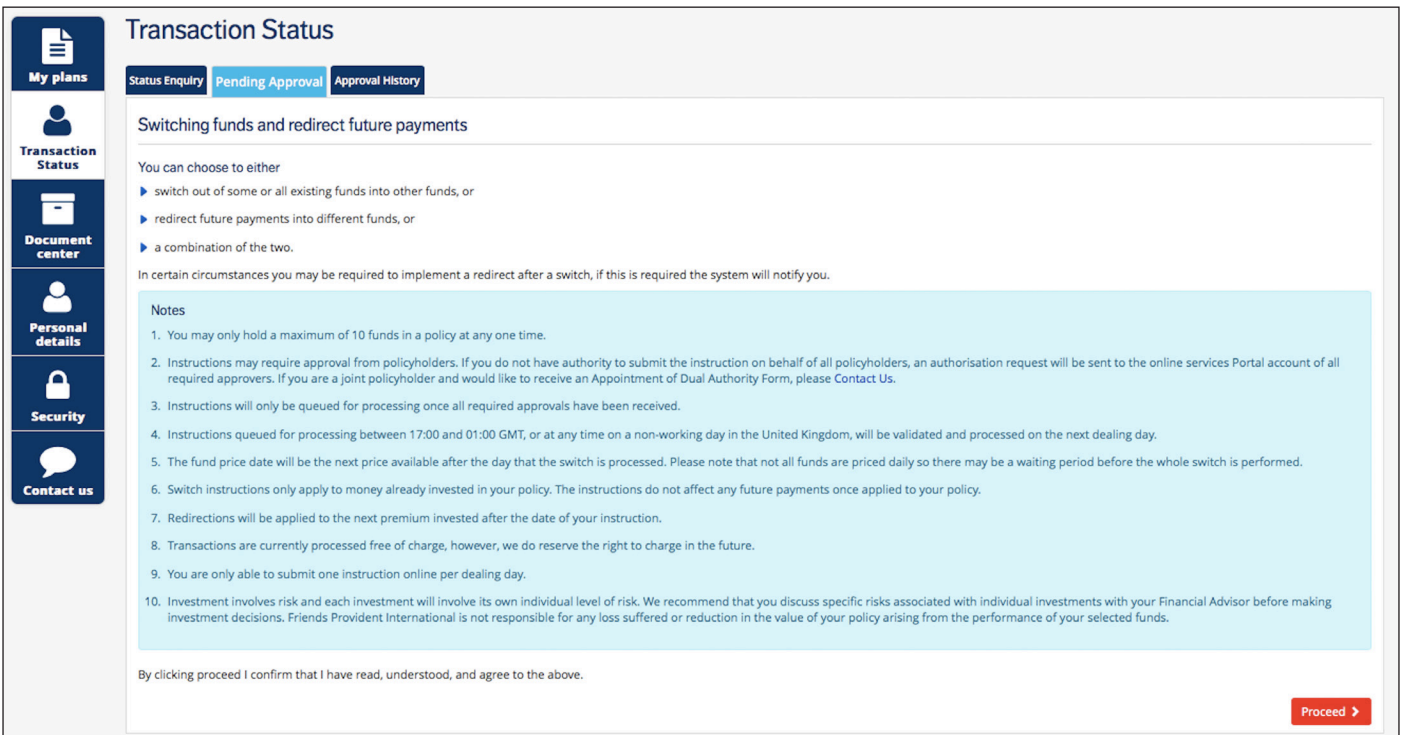 Transaction Status
My plans
Transaction
Status
Document
center
Personal
details
Security
Contact us
Status Enquiry
Pending Approval
Approval History
Switching funds and redirect future payments
You can choose to either
switch out of some or all existing funds into other funds, or
redirect future payments into different funds, or
a combination of the two.
In certain circumstances you may be required to implement a redirect after a switch, if this is required the system will notify you.
Notes
1. You may only hold a maximum of 10 funds in a policy at any one time.
2. Instructions may require approval from policyholders. If you do not have authority to submit the instruction on behalf of all policyholders, an authorisation request will be sent to the online services Portal account of all
required approvers. If you are a joint policyholder and would like to receive an Appointment of Dual Authority Form, please Contact Us.
3. Instructions will only be queued for processing once all required approvals have been received.
4. Instructions queued for processing between 17:00 and 01:00 GMT, or at any time on a non-working day in the United Kingdom, will be validated and processed on the next dealing day.
5. The fund price date will be the next price available after the day that the switch is processed. Please note that not all funds are priced daily so there may be a waiting period before the whole switch is performed.
6. Switch instructions only apply to money already invested in your policy. The instructions do not affect any future payments once applied to your policy.
7. Redirections will be applied to the next premium invested after the date of your instruction.
8. Transactions are currently processed free of charge, however, we do reserve the right to charge in the future.
9. You are only able to submit one instruction online per dealing day.
10. Investment involves risk and each investment will involve its own individual level of risk. We recommend that you discuss specific risks associated with individual investments with your Financial Advisor before making
investment decisions. Friends Provident International is not responsible for any loss suffered or reduction in the value of your policy arising from the performance of your selected funds.
By clicking proceed I confirm that I have read, understood, and agree to the above.
Proceed